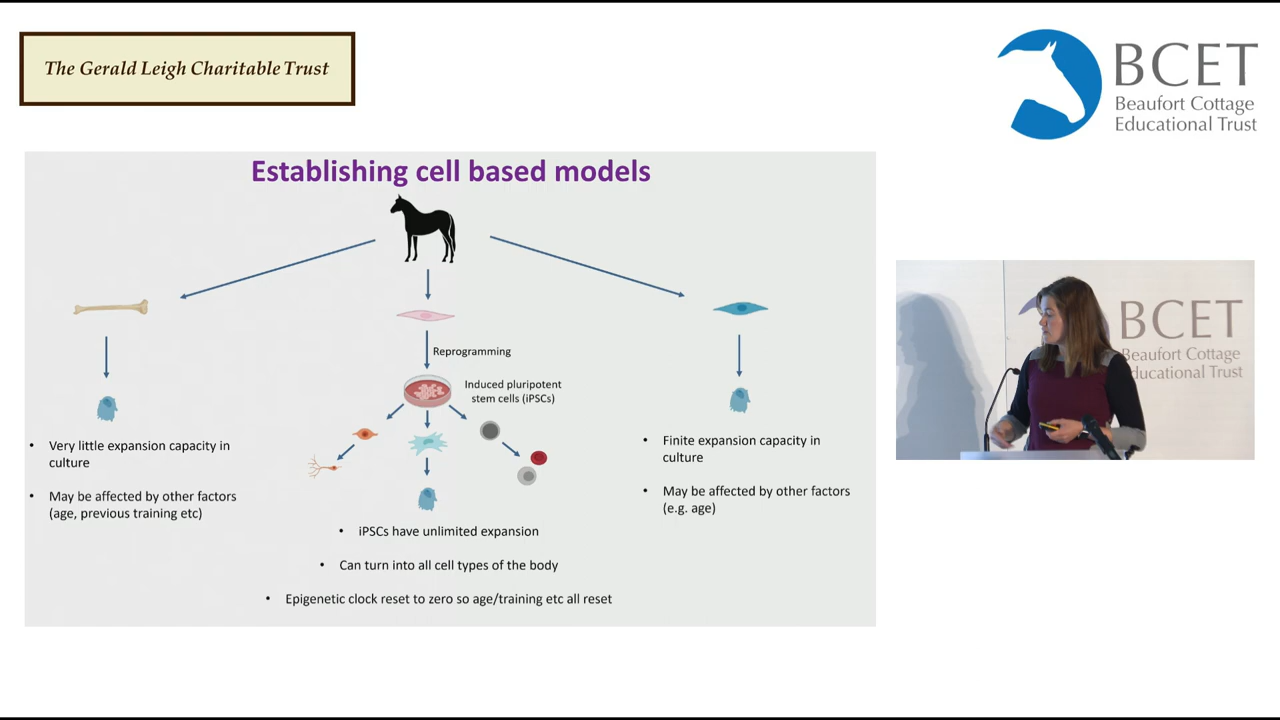 The Gerald Leigh Charitable Trust
BCET
Beaufort Cottage
Educational Trust
Establishing cell based models
Reprogramming
Induced pluripotent
stem cells (iPSCs)
• Very little expansion capacity in
culture
• May be affected by other factors
(age, previous training etc)
• iPSCs have unlimited expansion
• Can turn into all cell types of the body
• Epigenetic clock reset to zero so age/training etc all reset
• Finite expansion capacity in
culture
• May be affected by other factors
(e.g. age)
BCET
Beaufort Cottage
Educational Trust